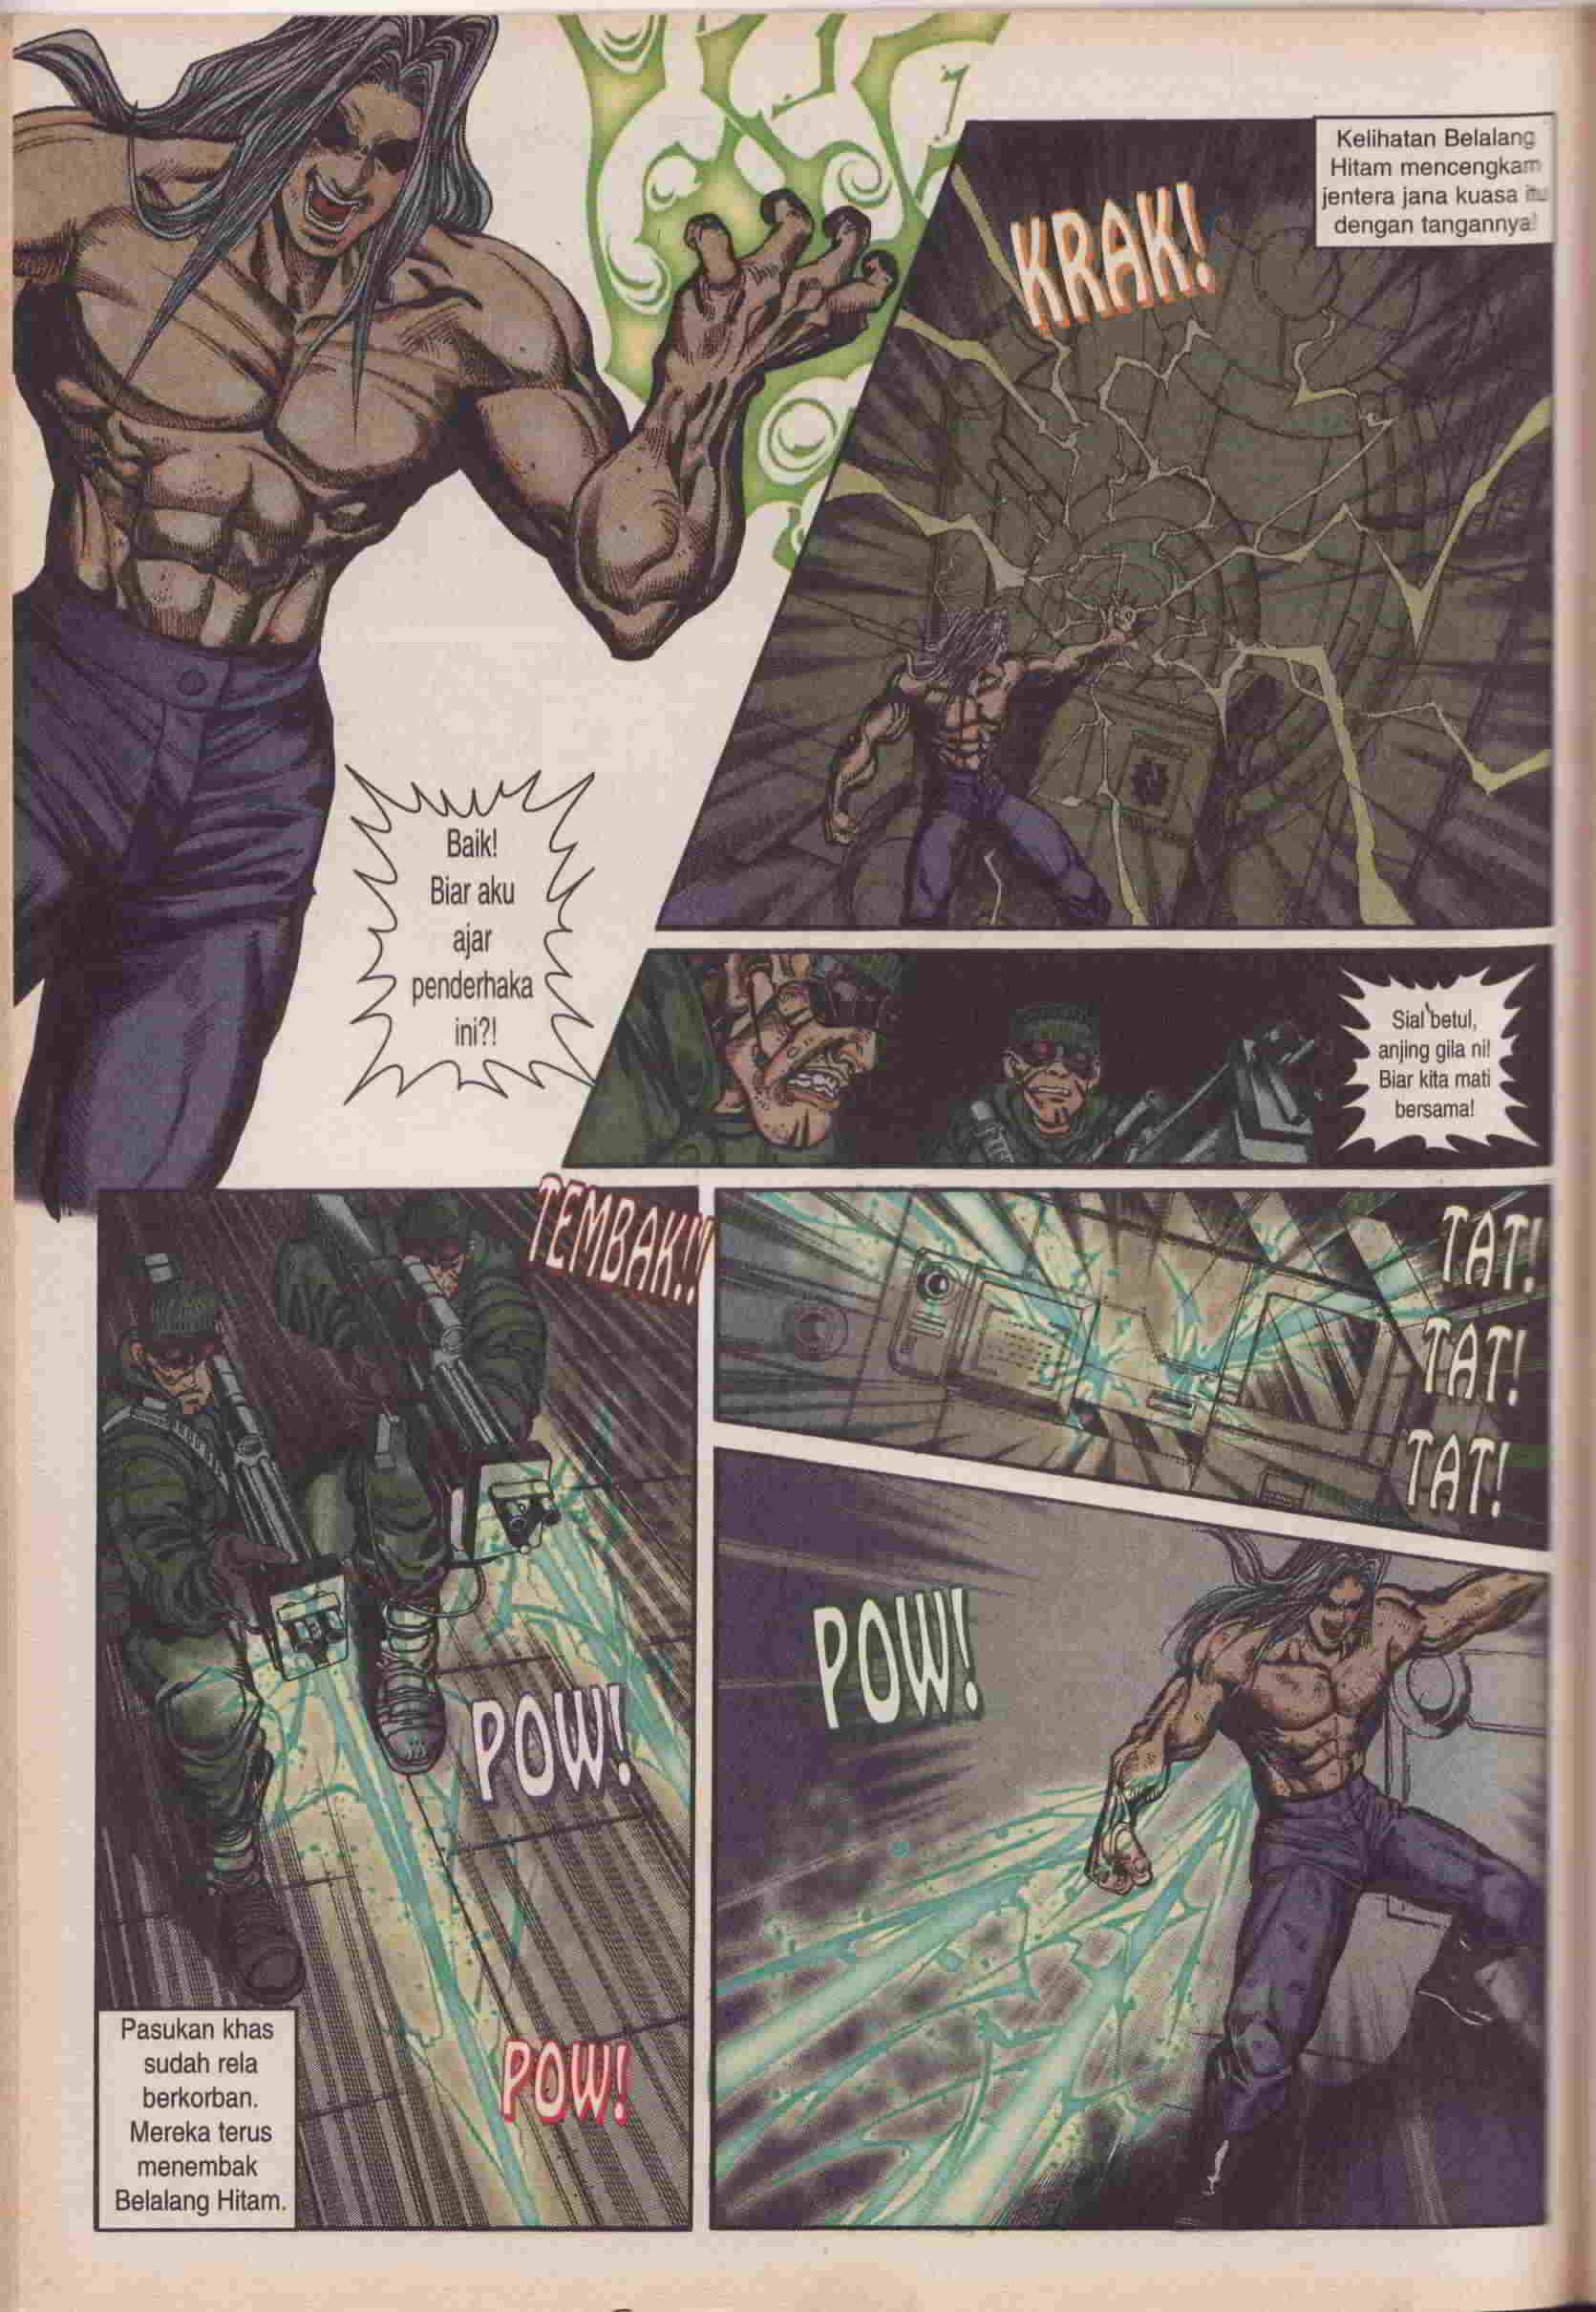 Baik!
Biar aku
ajar
penderhaka
ini?!
Kelihatan Belalang
Hitam mencengkam
jentera jana kuasa itu
dengan tangannya!
KRAK!
Sial betul,
anjing gila ni!
Biar kita mati
bersama!
TEMBAK!!
POW!
POW!
Pasukan khas
sudah rela
berkorban.
Mereka terus
menembak
Belalang Hitam.
TAT!
TAT!
TAT!
POW!